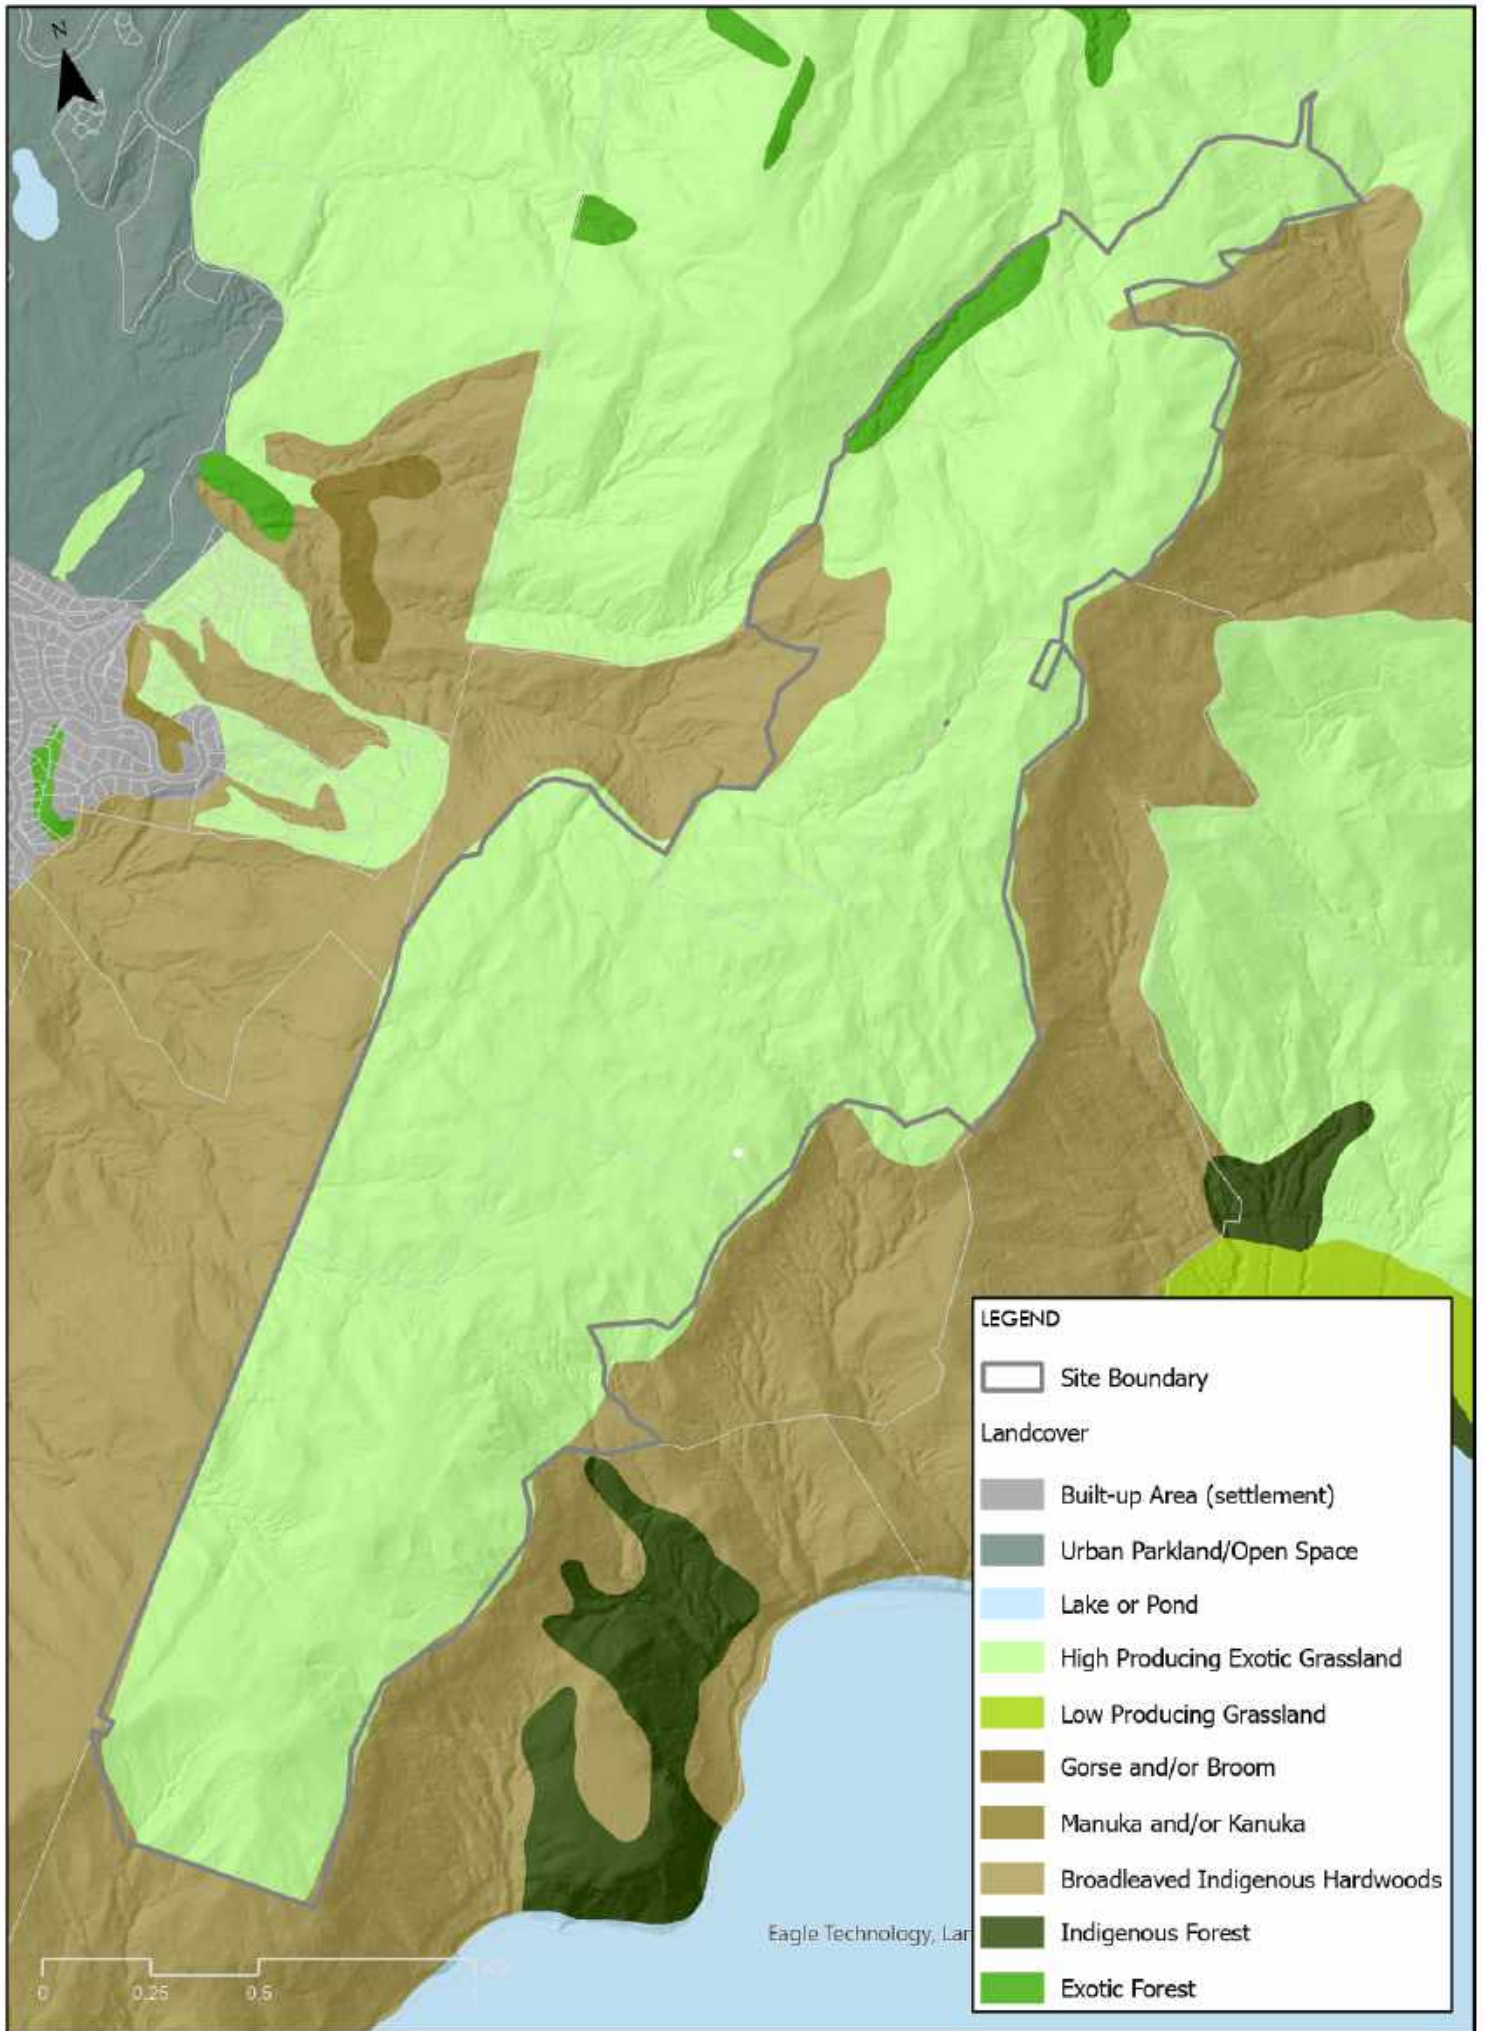 N
LEGEND
Site Boundary
Landcover
Built-up Area (settlement)
Urban Parkland/Open Space
Lake or Pond
High Producing Exotic Grassland
Low Producing Grassland
Gorse and/or Broom
Manuka and/or Kanuka
Broadleaved Indigenous Hardwoods
Eagle Technology, Lan
Indigenous Forest
Exotic Forest
0 0.25 0.5